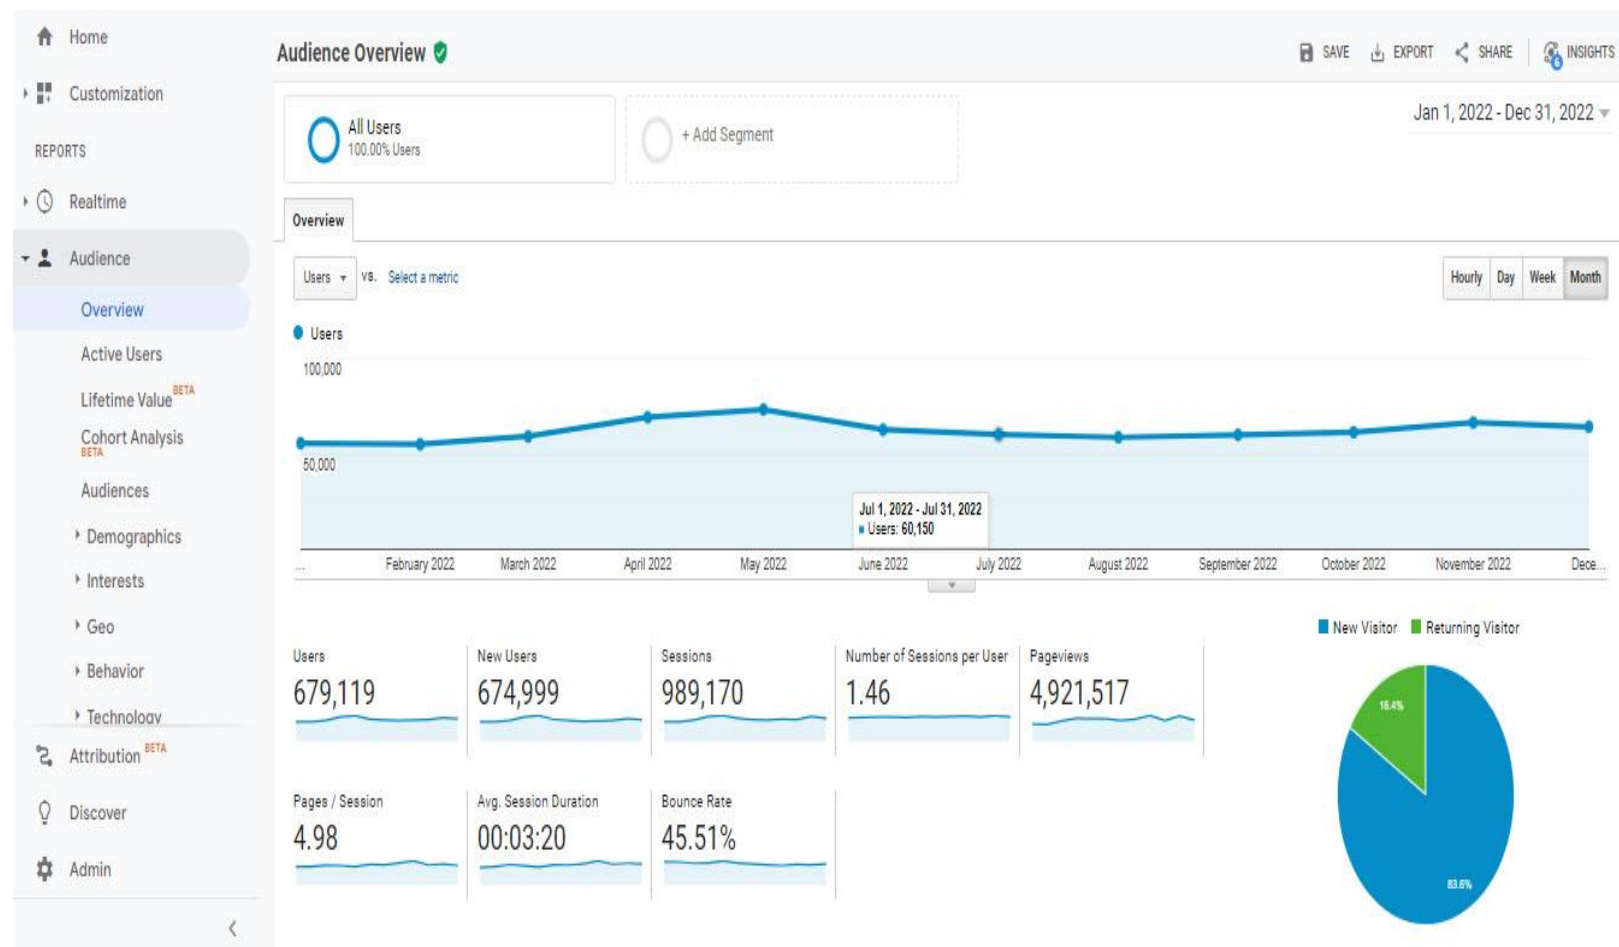 Home
Customization
REPORTS
Realtime
Audience
Overview
Active Users
Lifetime Value BETA
Cohort Analysis
BETA
Audiences
Demographics
Interests
Geo
Behavior
Technology
Attribution BETA
Discover
Admin
Audience Overview
SAVE EXPORT SHARE 6 INSIGHTS
All Users
100.00% Users
+ Add Segment
Jan 1, 2022 - Dec 31, 2022
Overview
Users vs. Select a metric
Hourly Day Week Month
Users
100,000
50,000
Jul 1, 2022 - Jul 31, 2022
Users: 60,150
... February 2022 March 2022 April 2022 May 2022 June 2022 July 2022 August 2022 September 2022 October 2022 November 2022 Dece...
Users
679,119
New Users
674,999
Sessions
989,170
Number of Sessions per User
1.46
Pageviews
4,921,517
Pages / Session
4.98
Avg. Session Duration
00:03:20
Bounce Rate
45.51%
New Visitor Returning Visitor
16.4%
83.6%